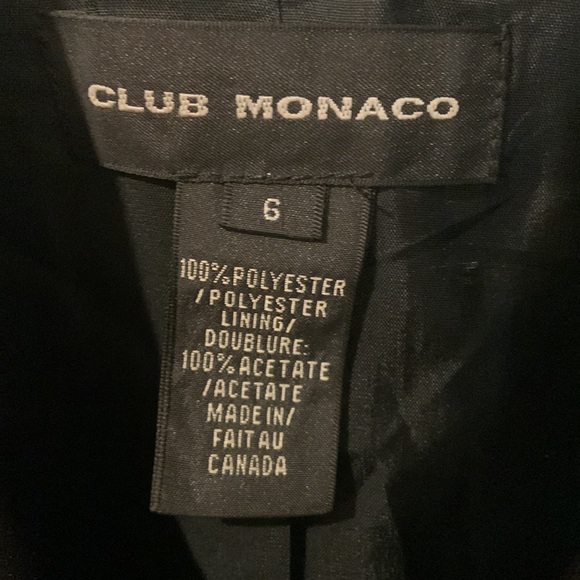 CLUB MONACO
6
100% POLYESTER
/POLYESTER
LINING/
DOUBLURE:
100% ACETATE
/ACETATE
MADE IN/
FAIT AU
CANADA